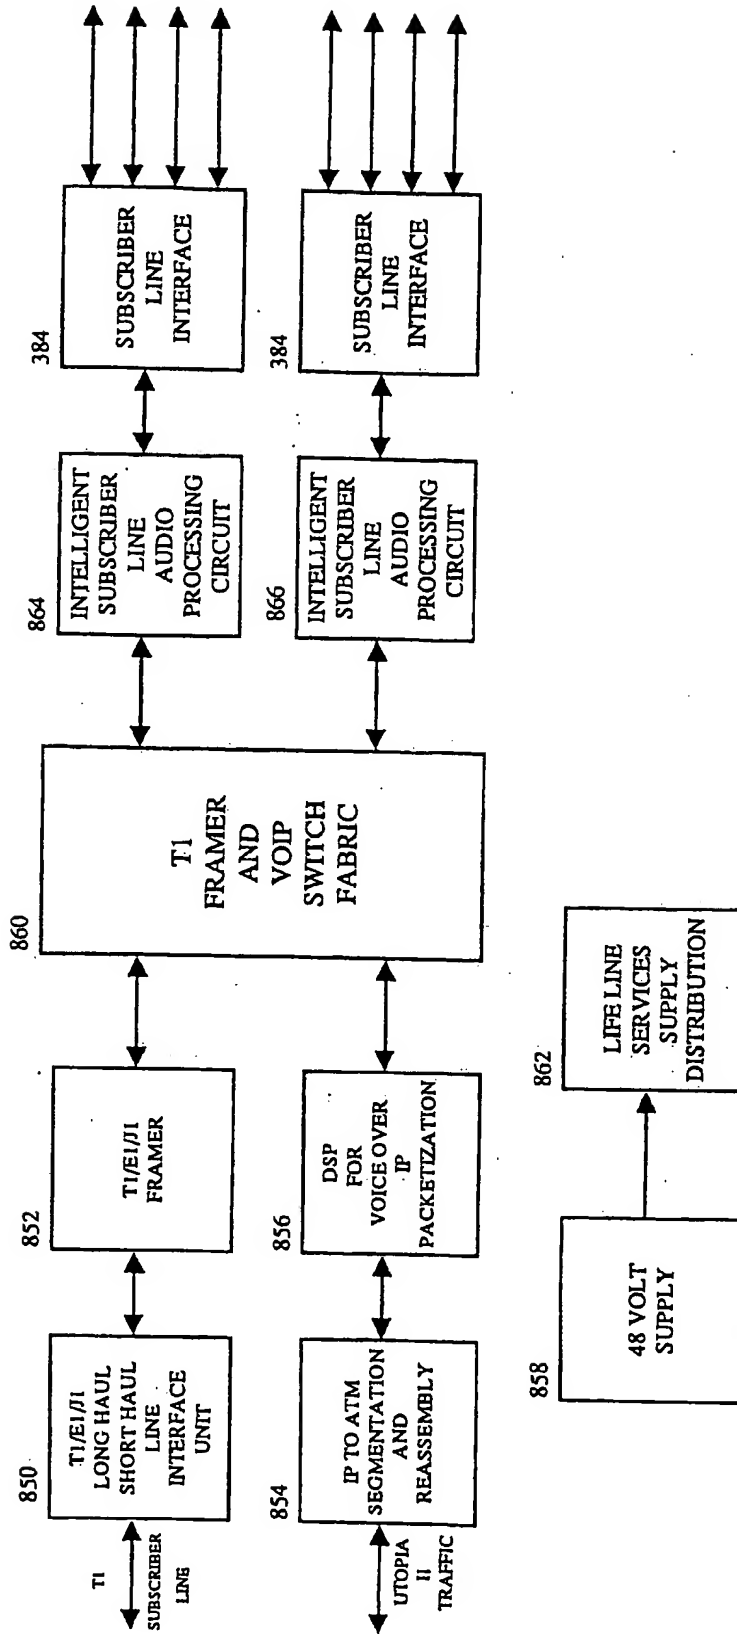 T1
SUBSCRIBER
LINE
850
T1/E1/J1
LONG HAUL
SHORT HAUL
LINE
INTERFACE
UNIT
852
T1/E1/J1
FRAMER
860
T1
FRAMER
AND
VOIP
SWITCH
FABRIC
864
INTELLIGENT
SUBSCRIBER
LINE
AUDIO
PROCESSING
CIRCUIT
384
SUBSCRIBER
LINE
INTERFACE
UTOPIA
II
TRAFFIC
854
IP TO ATM
SEGMENTATION
AND
REASSEMBLY
856
DSP
FOR
VOICE OVER
IP
PACKETIZATION
866
INTELLIGENT
SUBSCRIBER
LINE
AUDIO
PROCESSING
CIRCUIT
384
SUBSCRIBER
LINE
INTERFACE
858
48 VOLT
SUPPLY
862
LIFE LINE
SERVICES
SUPPLY
DISTRIBUTION